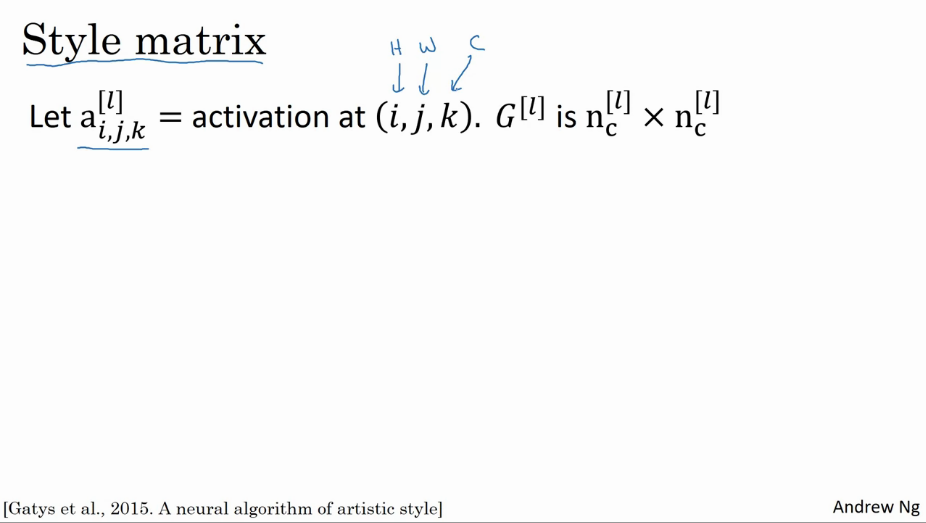 Style matrix
H W C
Let a^{[l]}_{i,j,k} = activation at (i, j, k). G^{[l]} is n_c^{[l]} × n_c^{[l]}
[Gatys et al., 2015. A neural algorithm of artistic style]
Andrew Ng